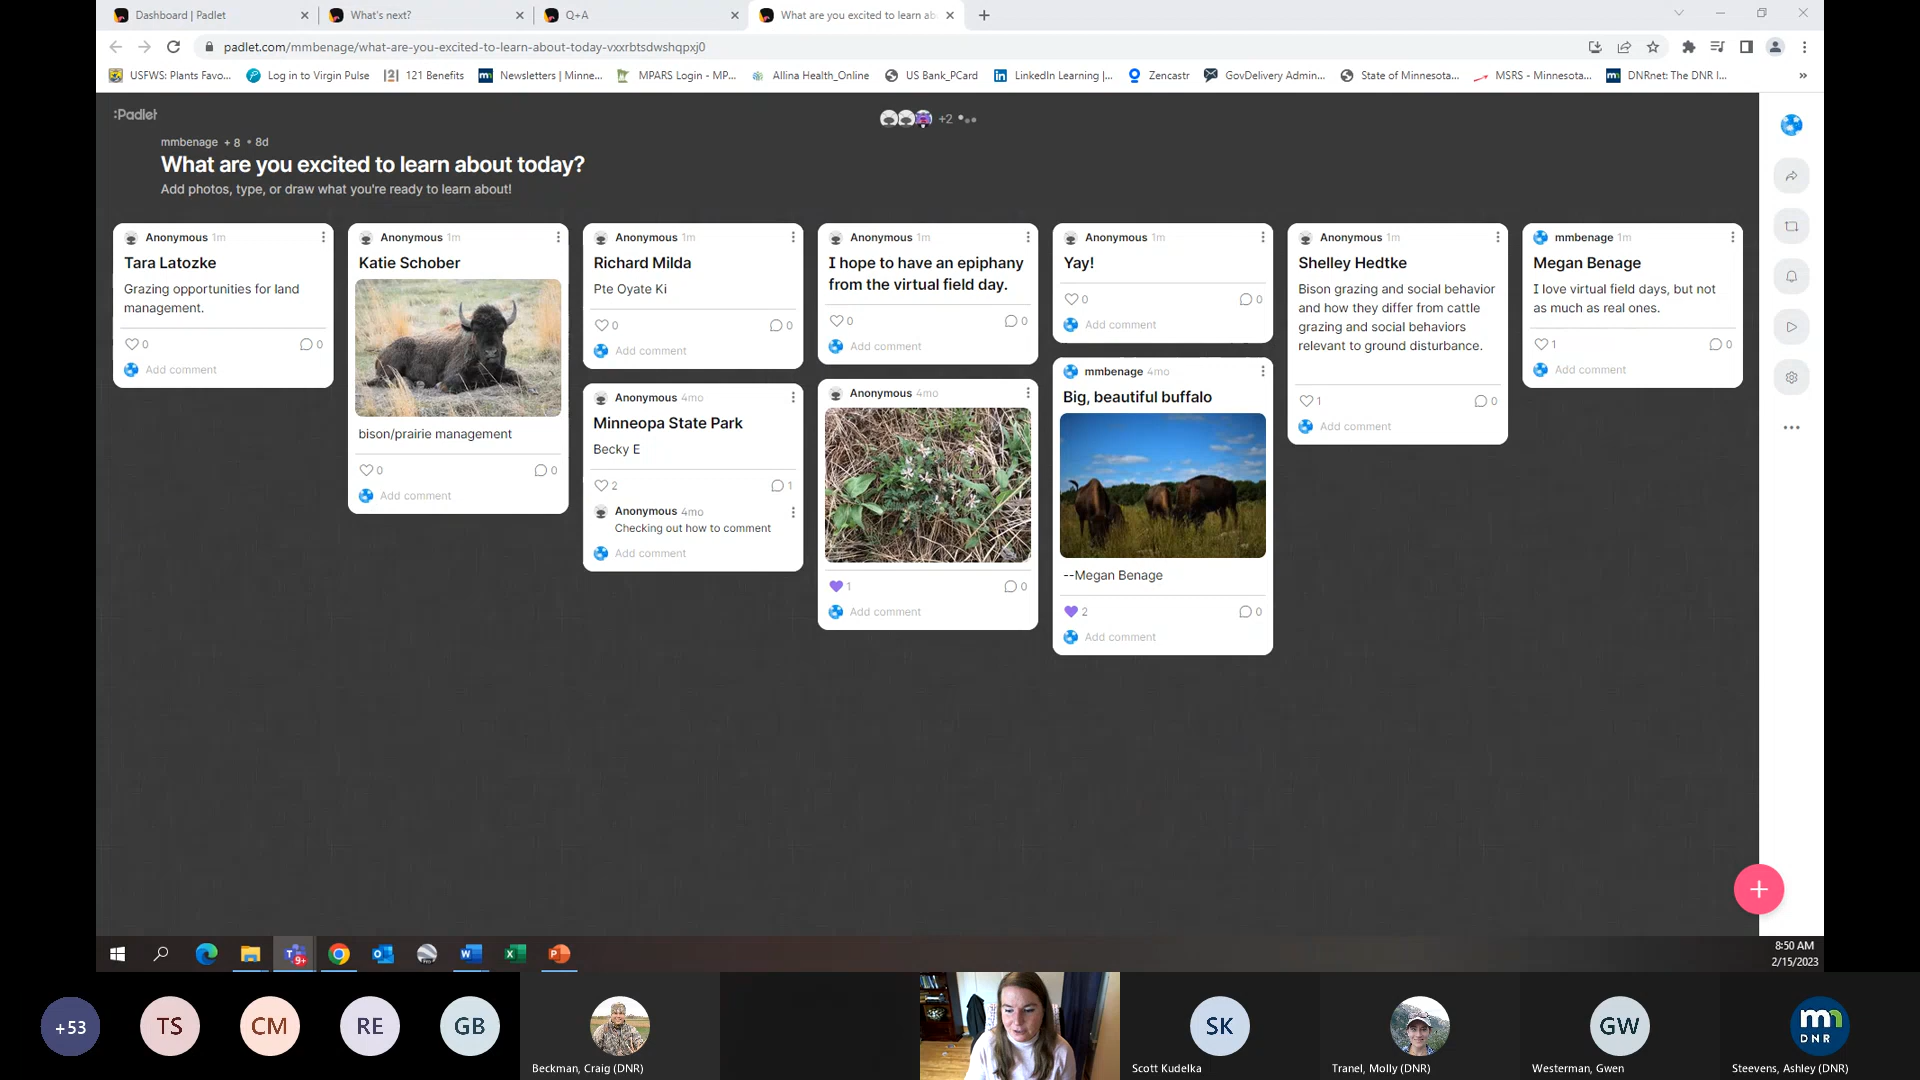 Dashboard | Padlet
What's next?
Q+A
What are you excited to learn ab
padlet.com/mmbenage/what-are-you-excited-to-learn-about-today-vxxrbtsdwshqpxj0
USFWS: Plants Favo...
Log in to Virgin Pulse
121 Benefits
Newsletters | Minne...
MPARS Login - MP...
Allina Health_Online
US Bank_PCard
LinkedIn Learning |...
Zencastr
GovDelivery Admin...
State of Minnesota...
MSRS - Minnesota...
DNRnet: The DNR I...
:Padlet
+2
mmbenage + 8 • 8d
What are you excited to learn about today?
Add photos, type, or draw what you're ready to learn about!
Anonymous 1m
Tara Latozke
Grazing opportunities for land
management.
0 0
Add comment
Anonymous 1m
Katie Schober
bison/prairie management
0 0
Add comment
Anonymous 1m
Richard Milda
Pte Oyate Ki
0 0
Add comment
Anonymous 4mo
Minneopa State Park
Becky E
2 1
Anonymous 4mo
Checking out how to comment
Add comment
Anonymous 1m
I hope to have an epiphany
from the virtual field day.
0 0
Add comment
Anonymous 4mo
1 0
Add comment
Anonymous 1m
Yay!
0 0
Add comment
mmbenage 4mo
Big, beautiful buffalo
--Megan Benage
2 0
Add comment
Anonymous 1m
Shelley Hedtke
Bison grazing and social behavior
and how they differ from cattle
grazing and social behaviors
relevant to ground disturbance.
1 0
Add comment
mmbenage 1m
Megan Benage
I love virtual field days, but not
as much as real ones.
1 0
Add comment
9+
8:50 AM
2/15/2023
+53
TS
CM
RE
GB
Beckman, Craig (DNR)
SK
Scott Kudelka
Tranel, Molly (DNR)
GW
Westerman, Gwen
mn
DNR
Steevens, Ashley (DNR)